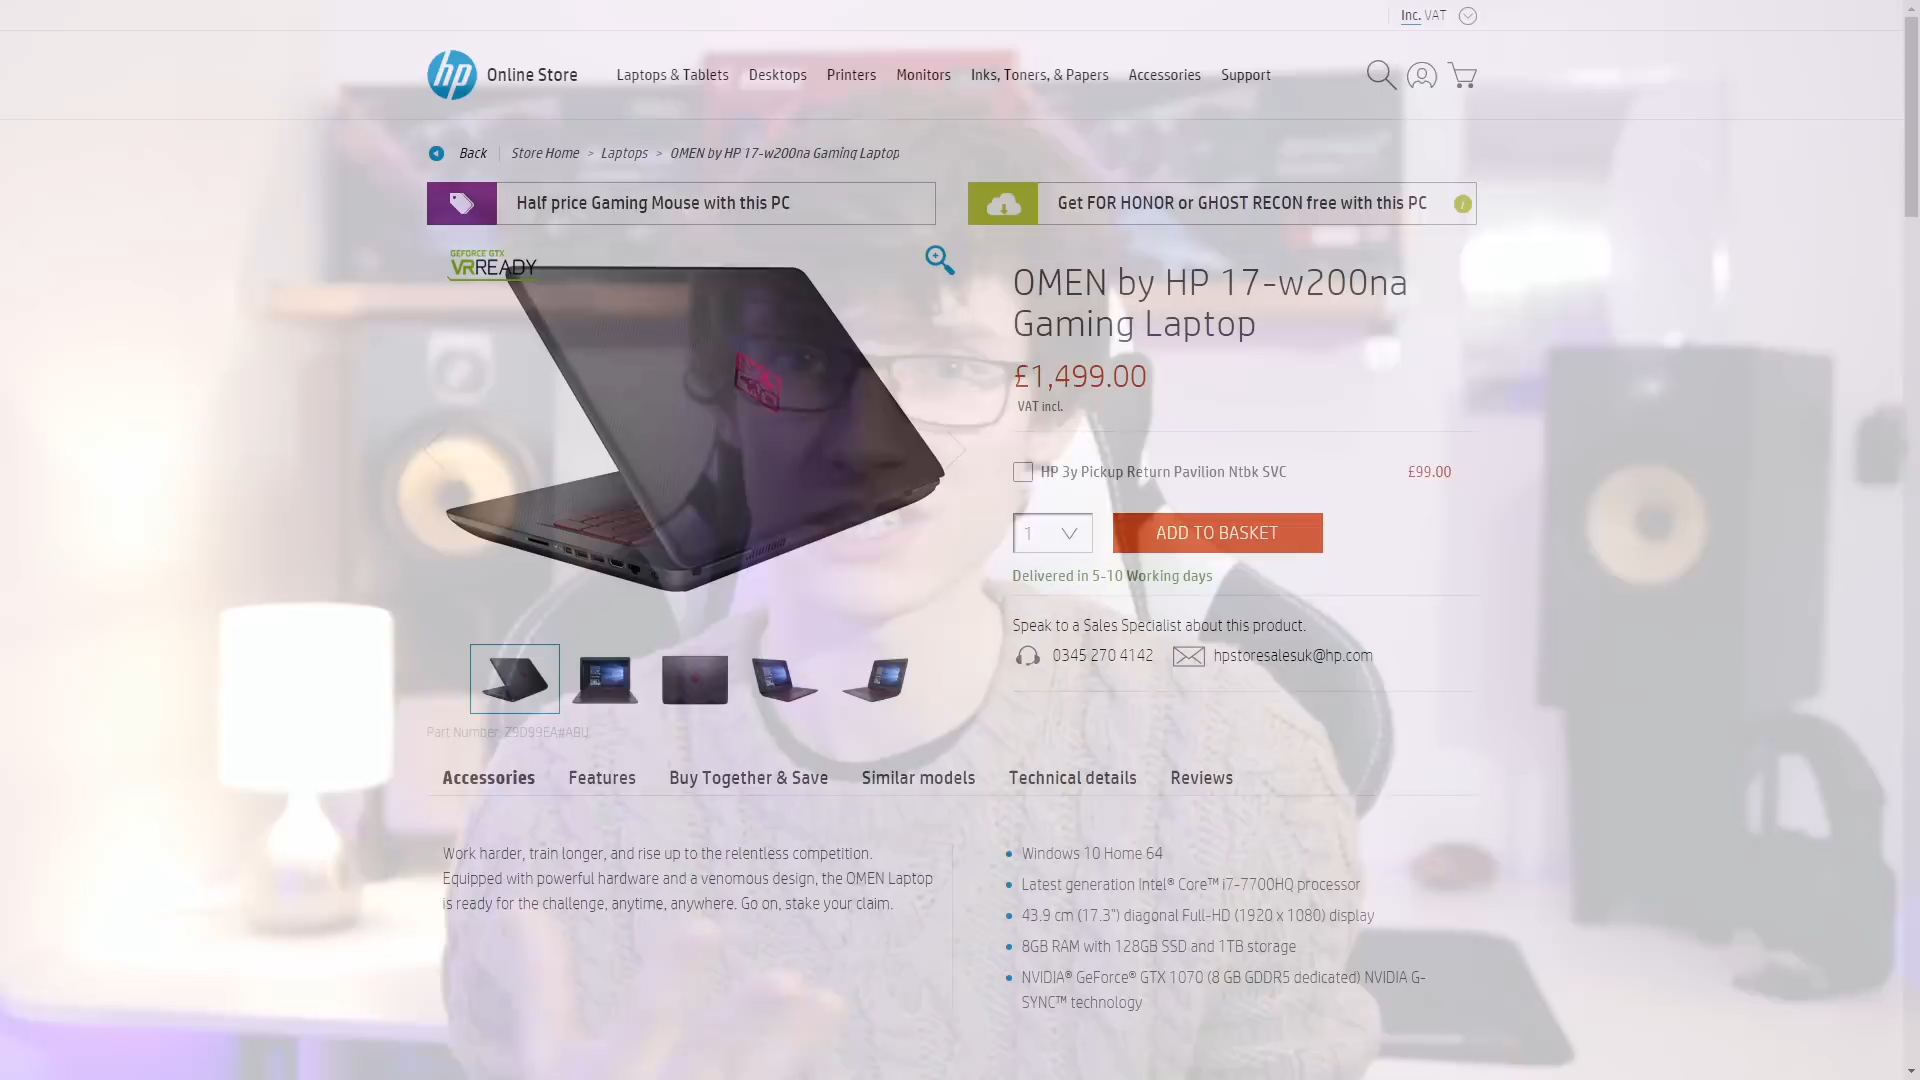 Inc. VAT
hp Online Store
Laptops & Tablets Desktops Printers Monitors Inks, Toners, & Papers Accessories Support
Back Store Home > Laptops > OMEN by HP 17-w200na Gaming Laptop
Half price Gaming Mouse with this PC
Get FOR HONOR or GHOST RECON free with this PC
GEFORCE GTX
VRREADY
OMEN by HP 17-w200na
Gaming Laptop
£1,499.00
VAT incl.
HP 3y Pickup Return Pavilion Ntbk SVC £99.00
1 ADD TO BASKET
Delivered in 5-10 Working days
Speak to a Sales Specialist about this product.
0345 270 4142 hpstoresalesuk@hp.com
Part Number: Z9D99EA#ABU
Accessories Features Buy Together & Save Similar models Technical details Reviews
Work harder, train longer, and rise up to the relentless competition.
Equipped with powerful hardware and a venomous design, the OMEN Laptop
is ready for the challenge, anytime, anywhere. Go on, stake your claim.
Windows 10 Home 64
Latest generation Intel® Core™ i7-7700HQ processor
43.9 cm (17.3") diagonal Full-HD (1920 x 1080) display
8GB RAM with 128GB SSD and 1TB storage
NVIDIA® GeForce® GTX 1070 (8 GB GDDR5 dedicated) NVIDIA G-
SYNC™ technology